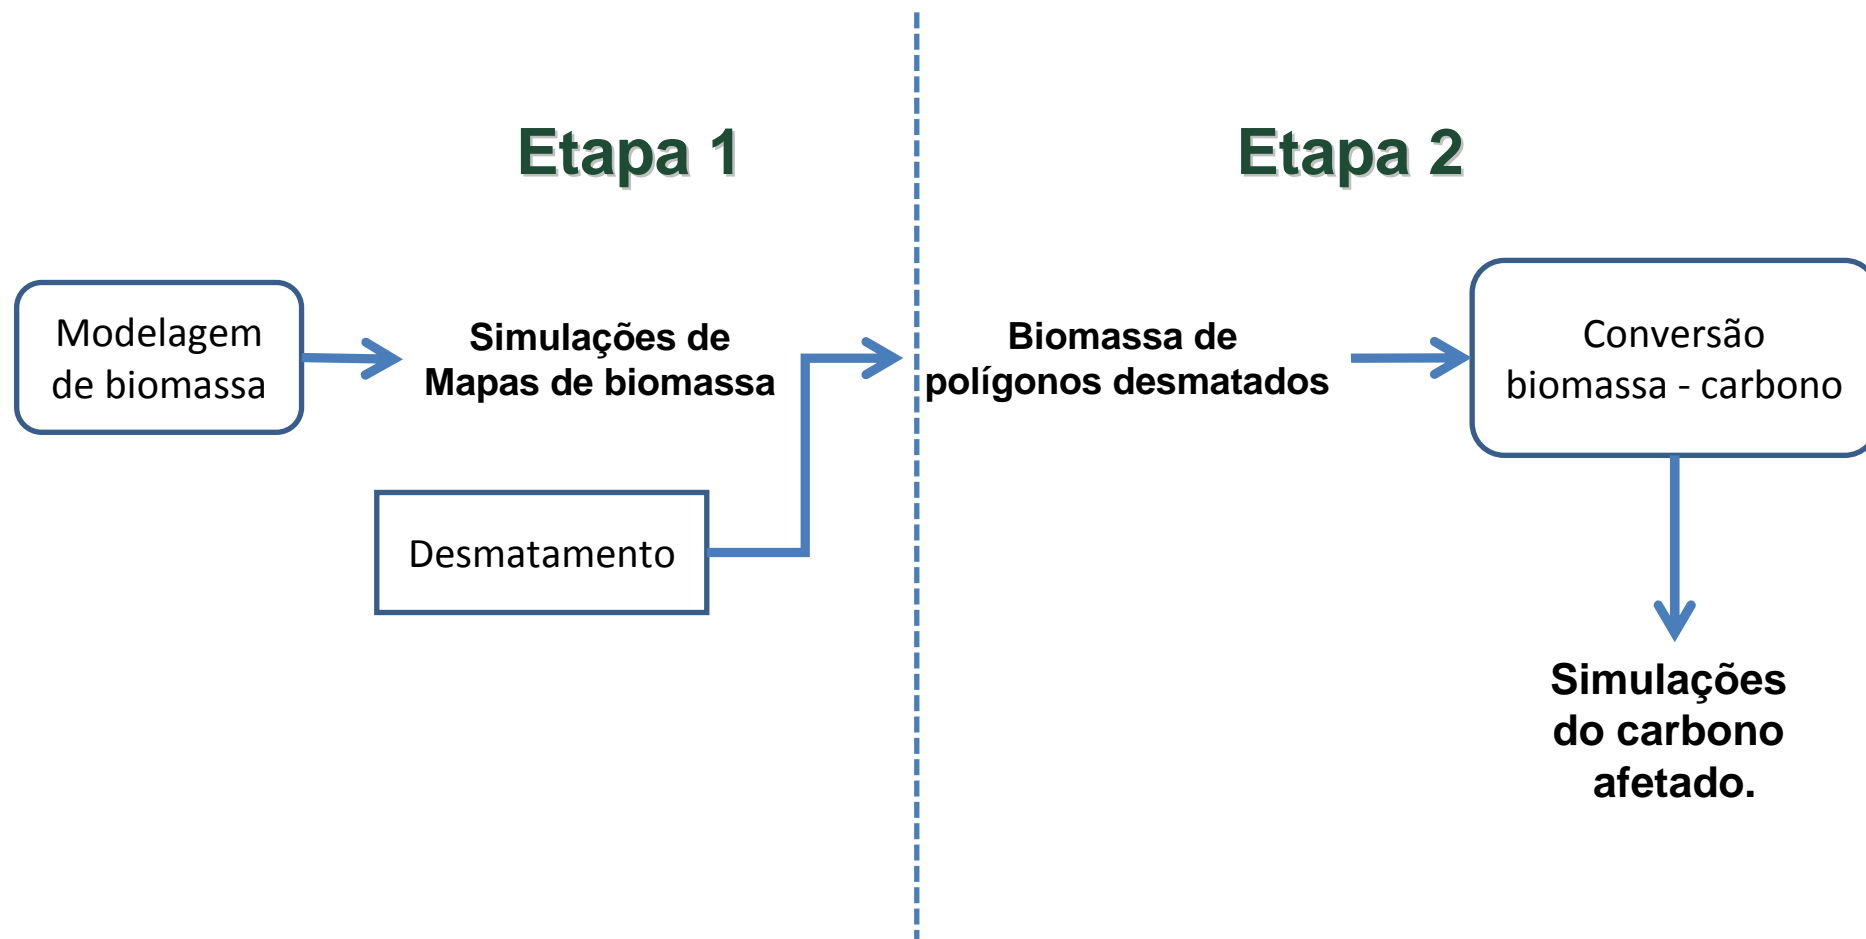 Etapa 1
Modelagem
de biomassa
Simulações de
Mapas de biomassa
Desmatamento
Etapa 2
Biomassa de
polígonos desmatados
Conversão
biomassa - carbono
Simulações
do carbono
afetado.